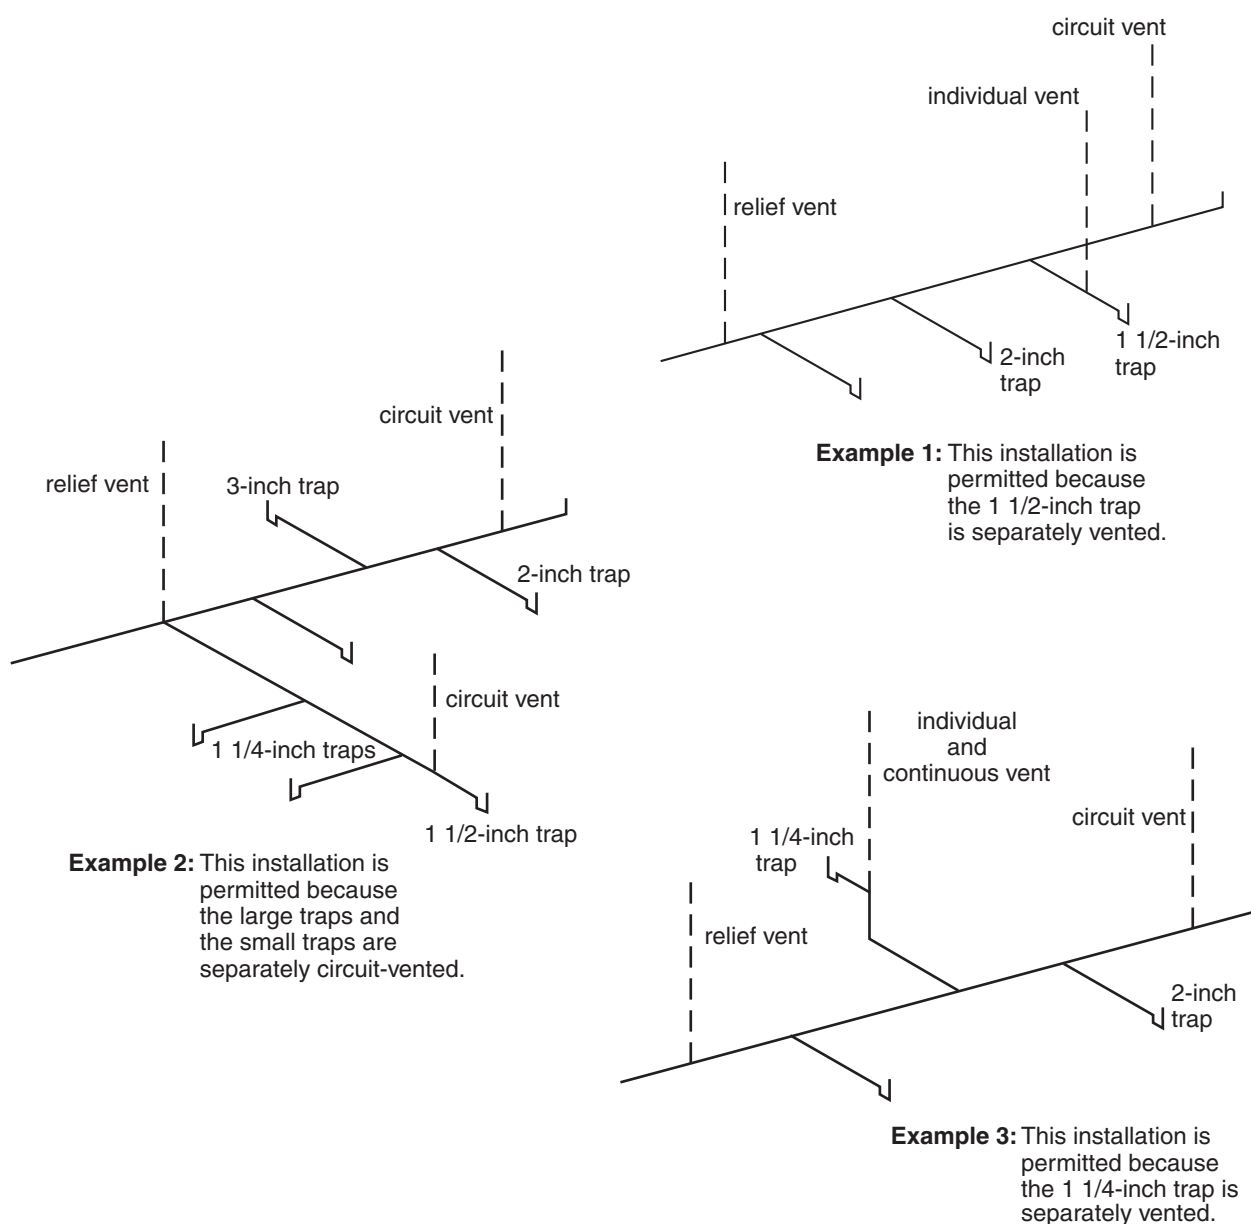 circuit vent
individual vent
relief vent
2-inch
trap
1 1/2-inch
trap
Example 1: This installation is
permitted because
the 1 1/2-inch trap
is separately vented.
circuit vent
relief vent
3-inch trap
2-inch trap
circuit vent
1 1/4-inch traps
1 1/2-inch trap
Example 2: This installation is
permitted because
the large traps and
the small traps are
separately circuit-vented.
individual
and
continuous vent
circuit vent
1 1/4-inch
trap
relief vent
2-inch
trap
Example 3: This installation is
permitted because
the 1 1/4-inch trap is
separately vented.